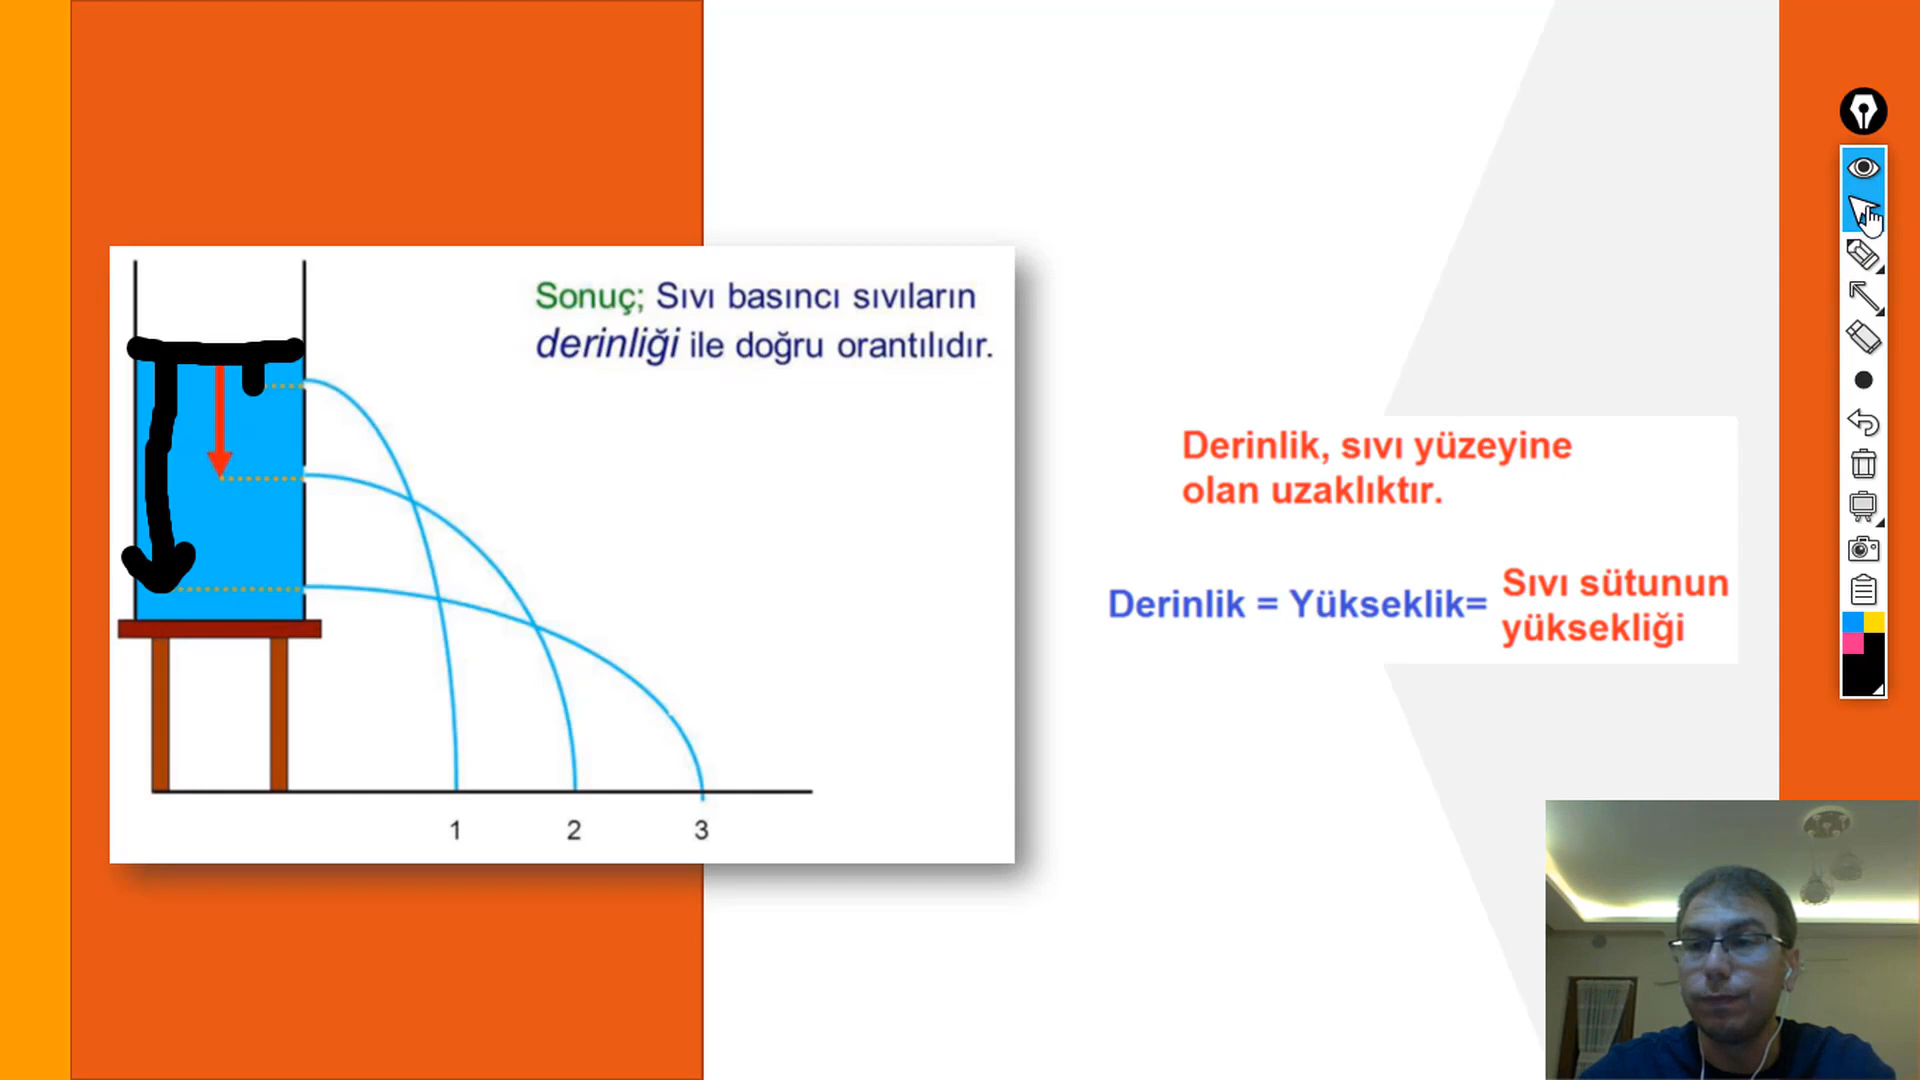 Sonuç; Sıvı basıncı sıvıların
derinliği ile doğru orantılıdır.
Derinlik, sıvı yüzeyine
olan uzaklıktır.
Derinlik = Yükseklik= Sıvı sütunun
yüksekliği
1 2 3